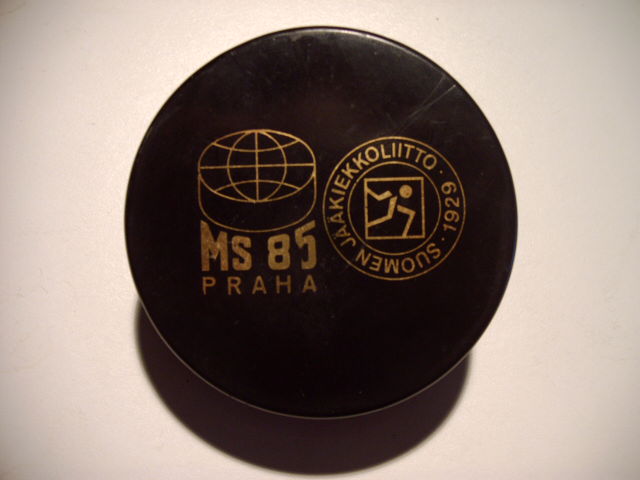 MS 85
PRAHA
SUOMEN JÄÄKIEKKOLIITTO · 1929 ·